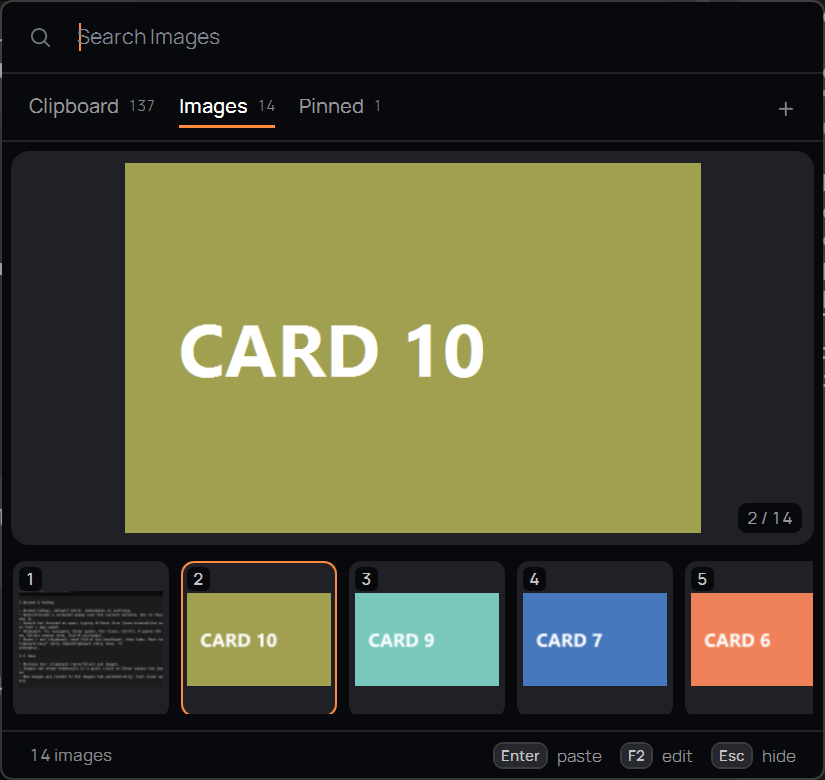 Search Images
Clipboard 137 Images 14 Pinned 1 +
CARD 10
2 / 14
1 2 3 4 5
CARD 10 CARD 9 CARD 7 CARD 6
14 images Enter paste F2 edit Esc hide